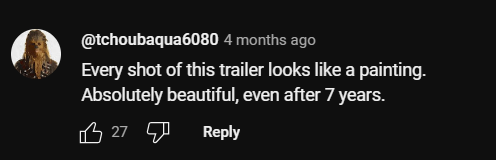 @tchoubaqua6080 4 months ago
Every shot of this trailer looks like a painting.
Absolutely beautiful, even after 7 years.
27 Reply